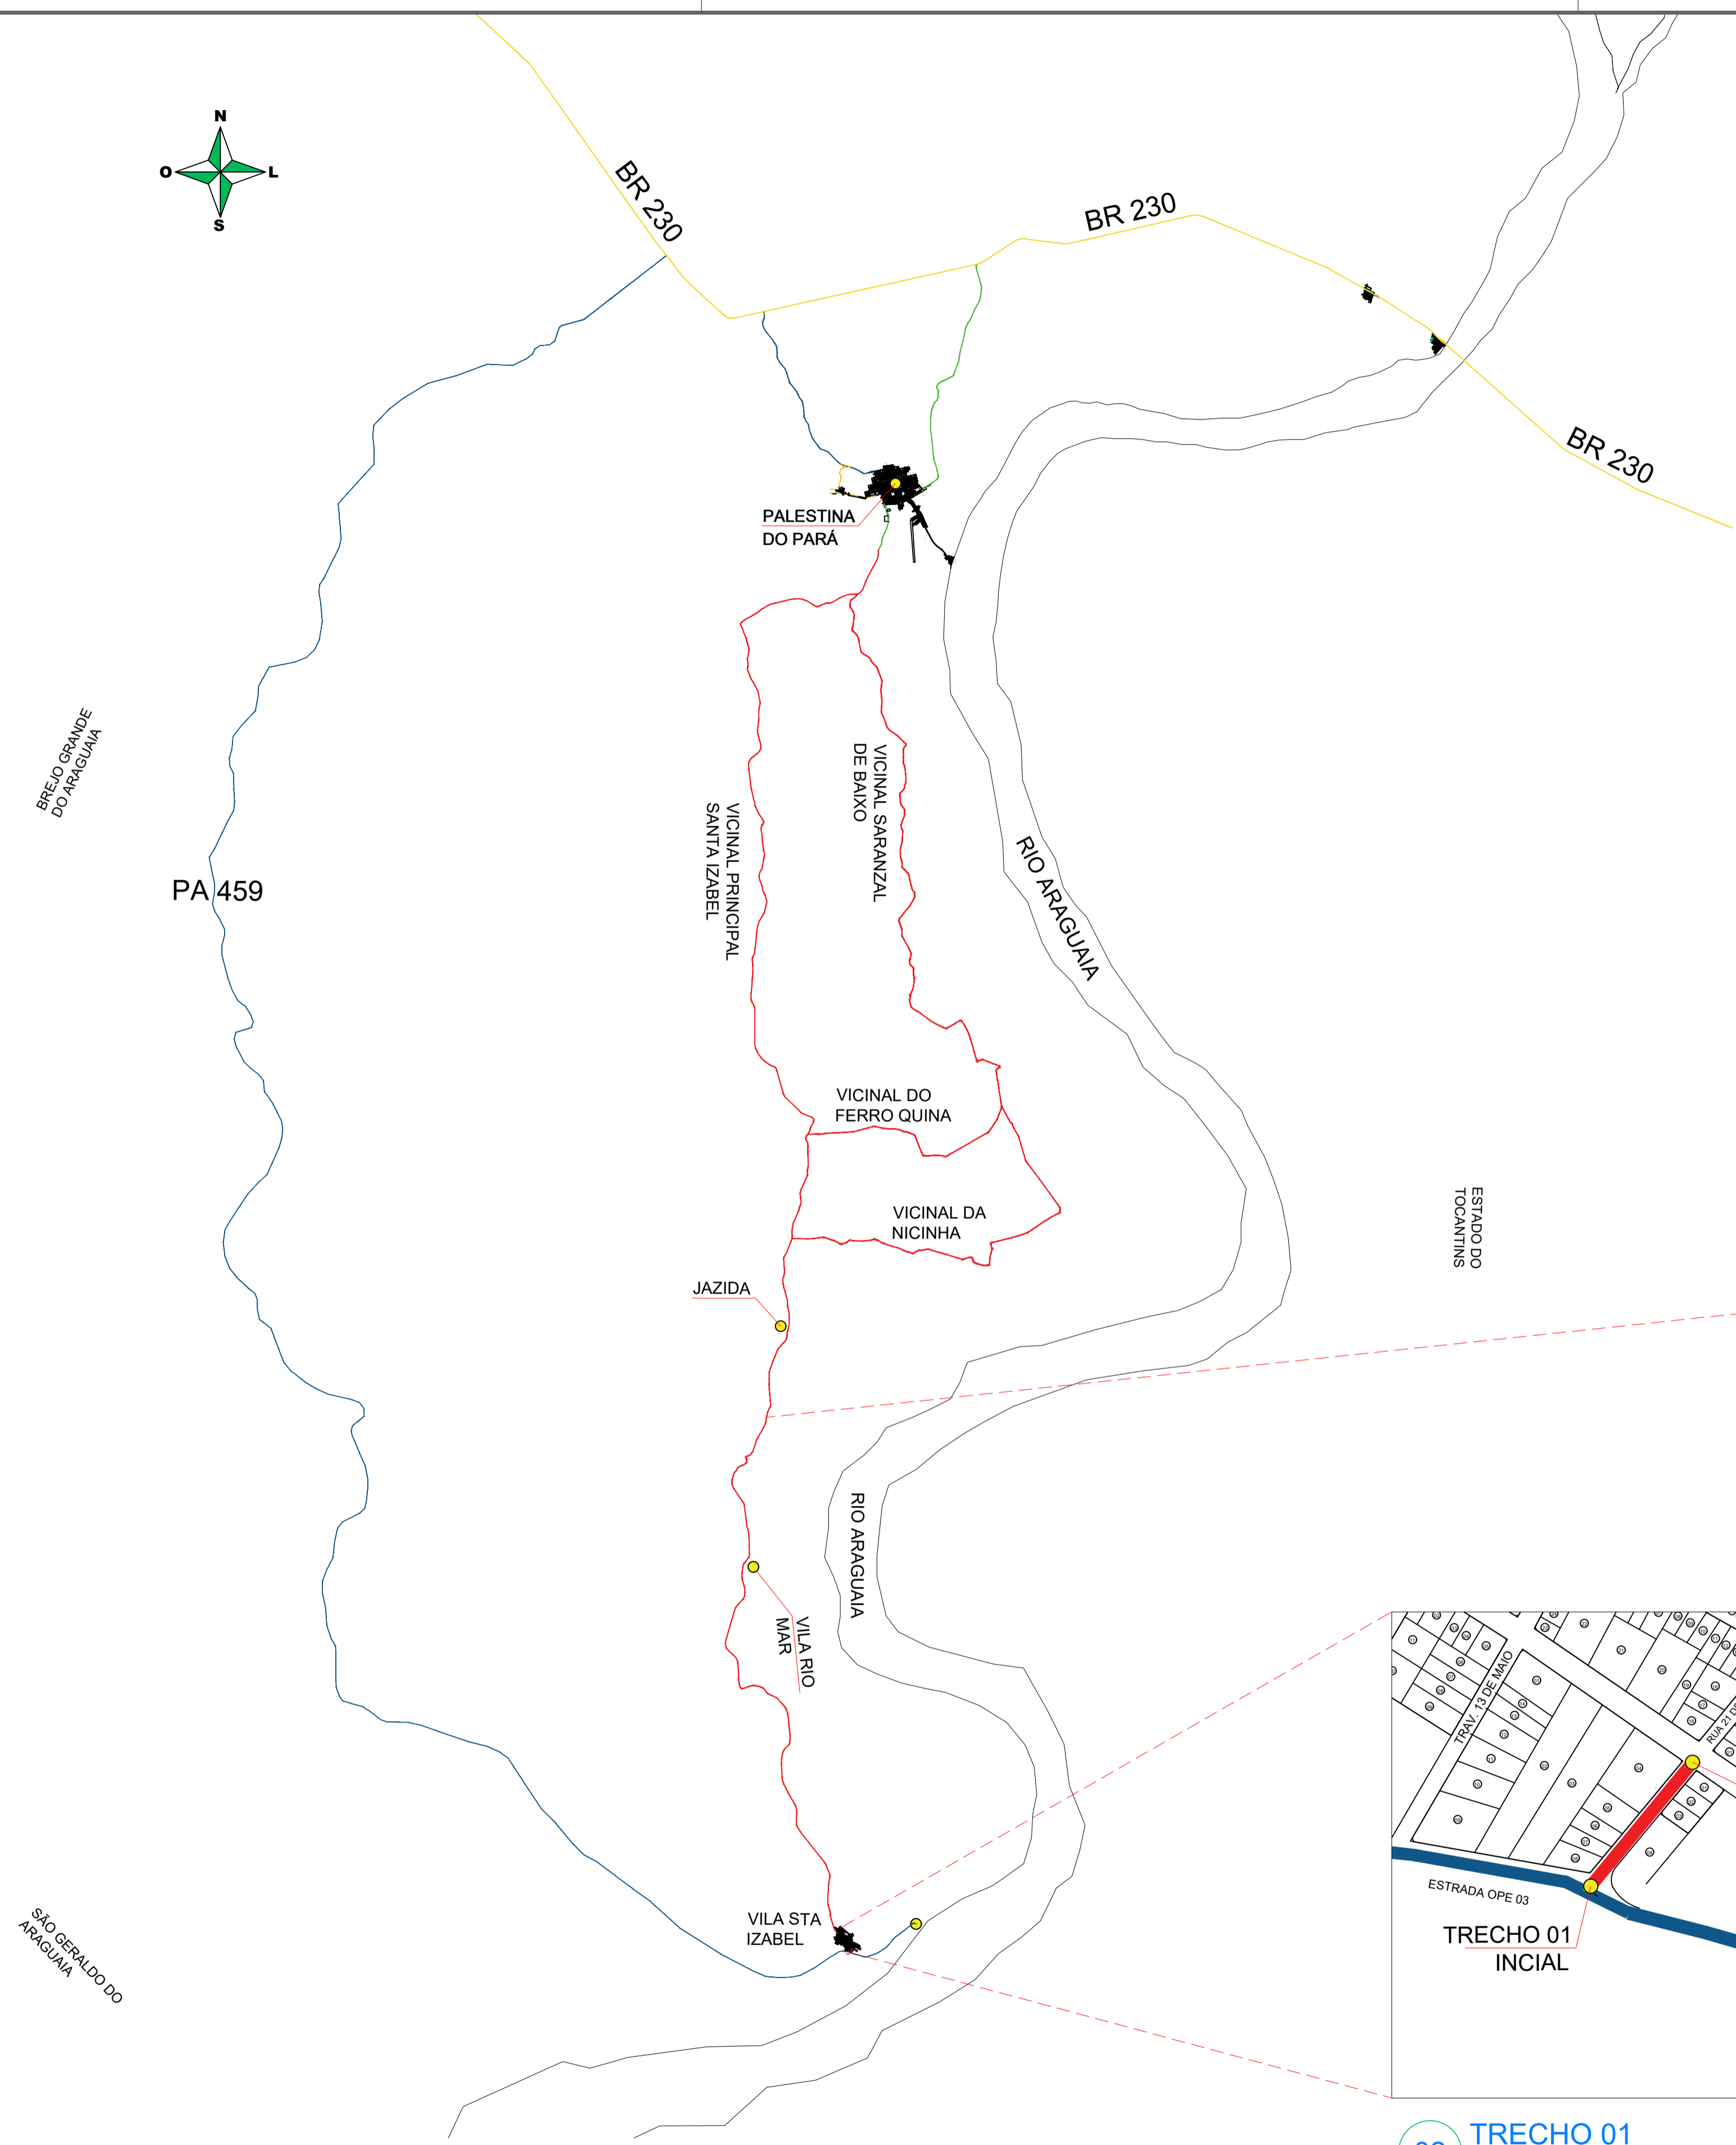 N
O
L
S
BR 230
BR 230
BR 230
PALESTINA
DO PARÁ
BREJO GRANDE
DO ARAGUAIA
PA 459
VICINAL PRINCIPAL
SANTA IZABEL
VICINAL SARANZAL
DE BAIXO
RIO ARAGUAIA
VICINAL DO
FERRO QUINA
VICINAL DA
NICINHA
ESTADO DO
TOCANTINS
JAZIDA
RIO ARAGUAIA
VILA RIO
MAR
VILA STA
IZABEL
SÃO GERALDO DO
ARAGUAIA
TRAV. 13 DE MAIO
RUA 21 DE
ESTRADA OPE 03
TRECHO 01
INCIAL
TRECHO 01